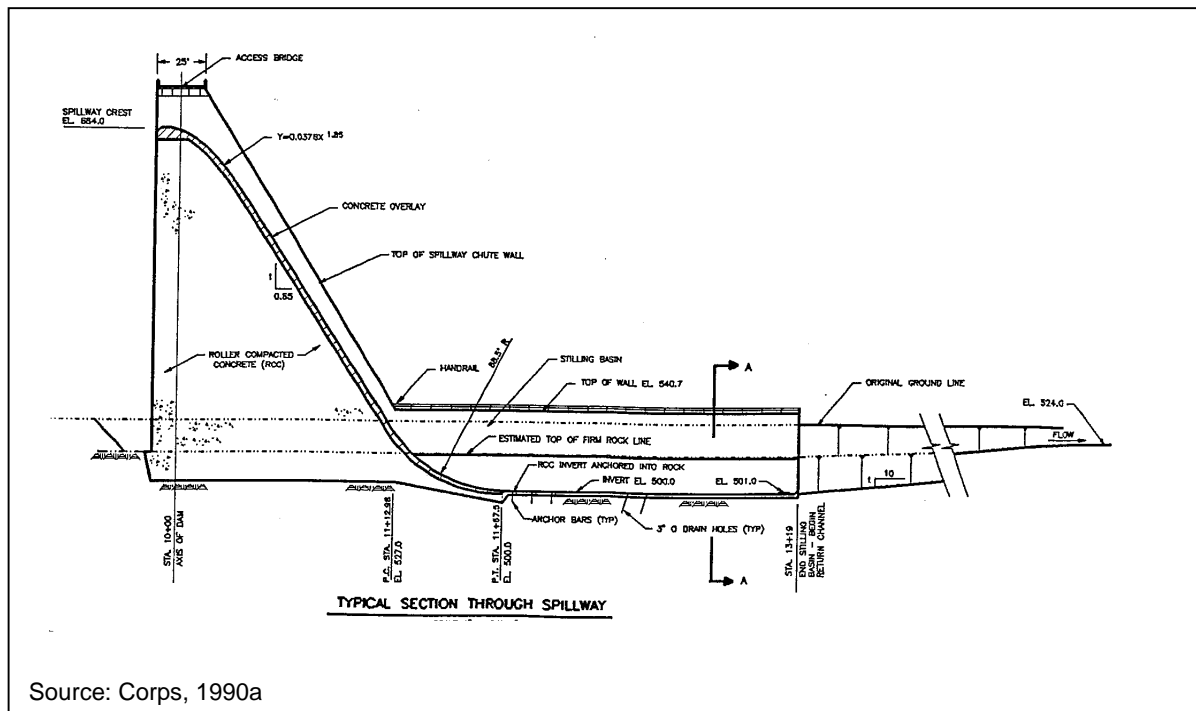 25'
ACCESS BRIDGE
SPILLWAY CREST
EL. 684.0
Y=0.0376X 1.85
CONCRETE OVERLAY
TOP OF SPILLWAY CHUTE WALL
1
0.85
ROLLER COMPACTED
CONCRETE (RCC)
88.5' R.
HANDRAIL
STILLING BASIN
TOP OF WALL EL. 540.7
A
ORIGINAL GROUND LINE
EL. 524.0
FLOW
ESTIMATED TOP OF FIRM ROCK LINE
RCC INVERT ANCHORED INTO ROCK
INVERT EL. 500.0
EL. 501.0
10
1
ANCHOR BARS (TYP)
3" O DRAIN HOLES (TYP)
STA. 10+00
AXIS OF DAM
P.C. STA. 11+12.98
EL. 527.0
P.T. STA. 11+67.5
EL. 500.0
A
STA. 13+19
END STILLING
BASIN - BEGIN
RETURN CHANNEL
TYPICAL SECTION THROUGH SPILLWAY
Source: Corps, 1990a